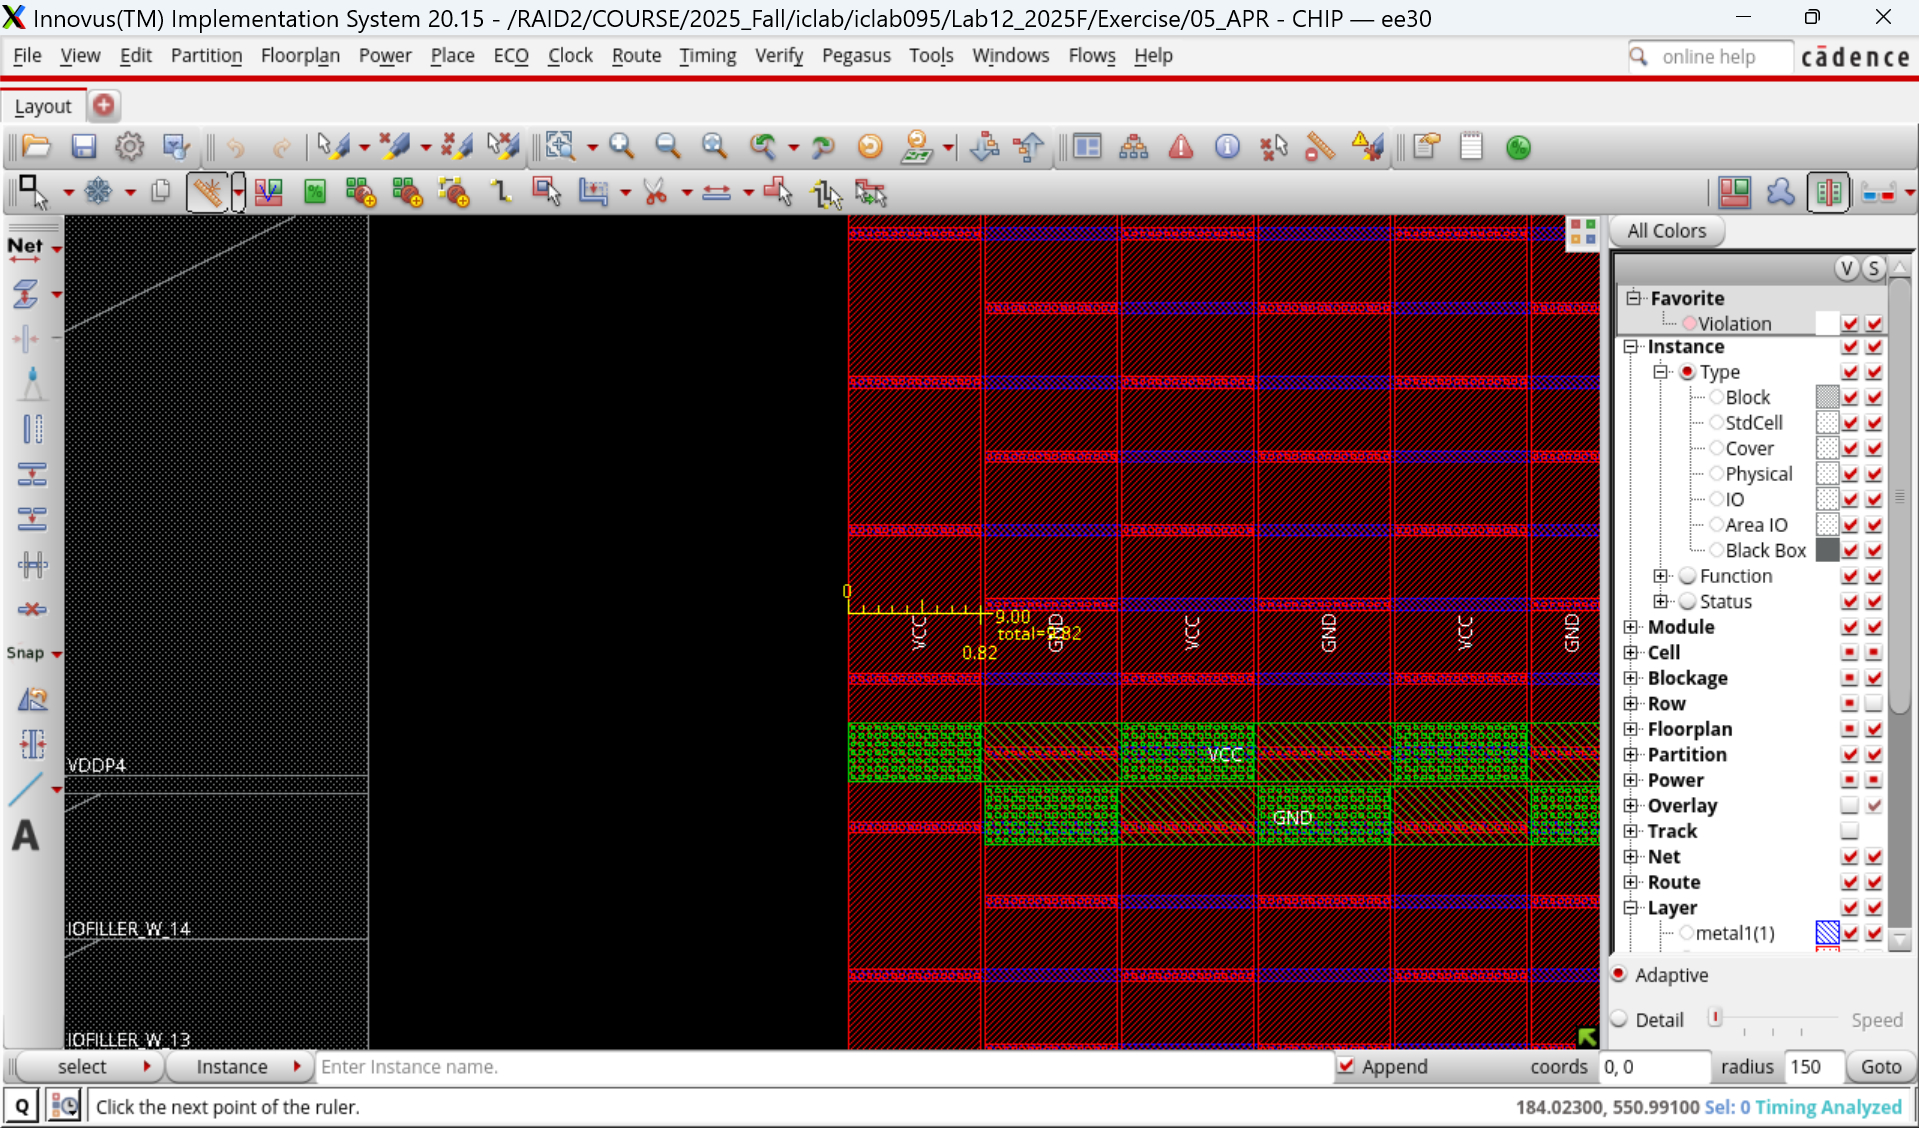 Innovus(TM) Implementation System 20.15 - /RAID2/COURSE/2025_Fall/iclab/iclab095/Lab12_2025F/Exercise/05_APR - CHIP — ee30
File View Edit Partition Floorplan Power Place ECO Clock Route Timing Verify Pegasus Tools Windows Flows Help
online help
cādence
Layout
All Colors
Net
V S
Favorite
Violation
Instance
Type
Block
StdCell
Cover
Physical
IO
Area IO
Black Box
Function
Status
Module
Cell
Blockage
Row
Floorplan
Partition
Power
Overlay
Track
Net
Route
Layer
metal1(1)
Adaptive
Detail
Speed
Snap
A
0
9.00
total=9.82
0.82
VCC
GND
VCC
GND
VCC
GND
VCC
GND
VDDP4
IOFILLER_W_14
IOFILLER_W_13
select Instance Enter Instance name. Append coords 0, 0 radius 150 Goto
Q Click the next point of the ruler. 184.02300, 550.99100 Sel: 0 Timing Analyzed